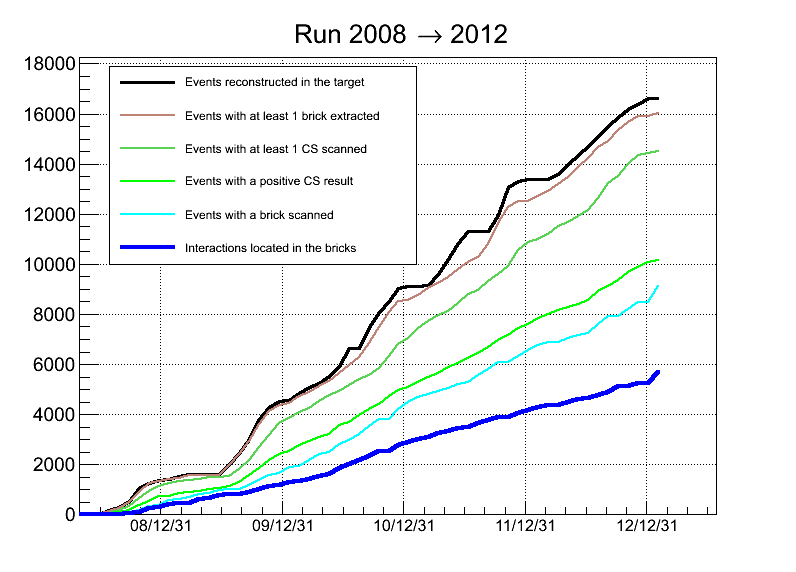 Run 2008 → 2012
18000
16000
14000
12000
10000
8000
6000
4000
2000
0
Events reconstructed in the target
Events with at least 1 brick extracted
Events with at least 1 CS scanned
Events with a positive CS result
Events with a brick scanned
Interactions located in the bricks
08/12/31 09/12/31 10/12/31 11/12/31 12/12/31